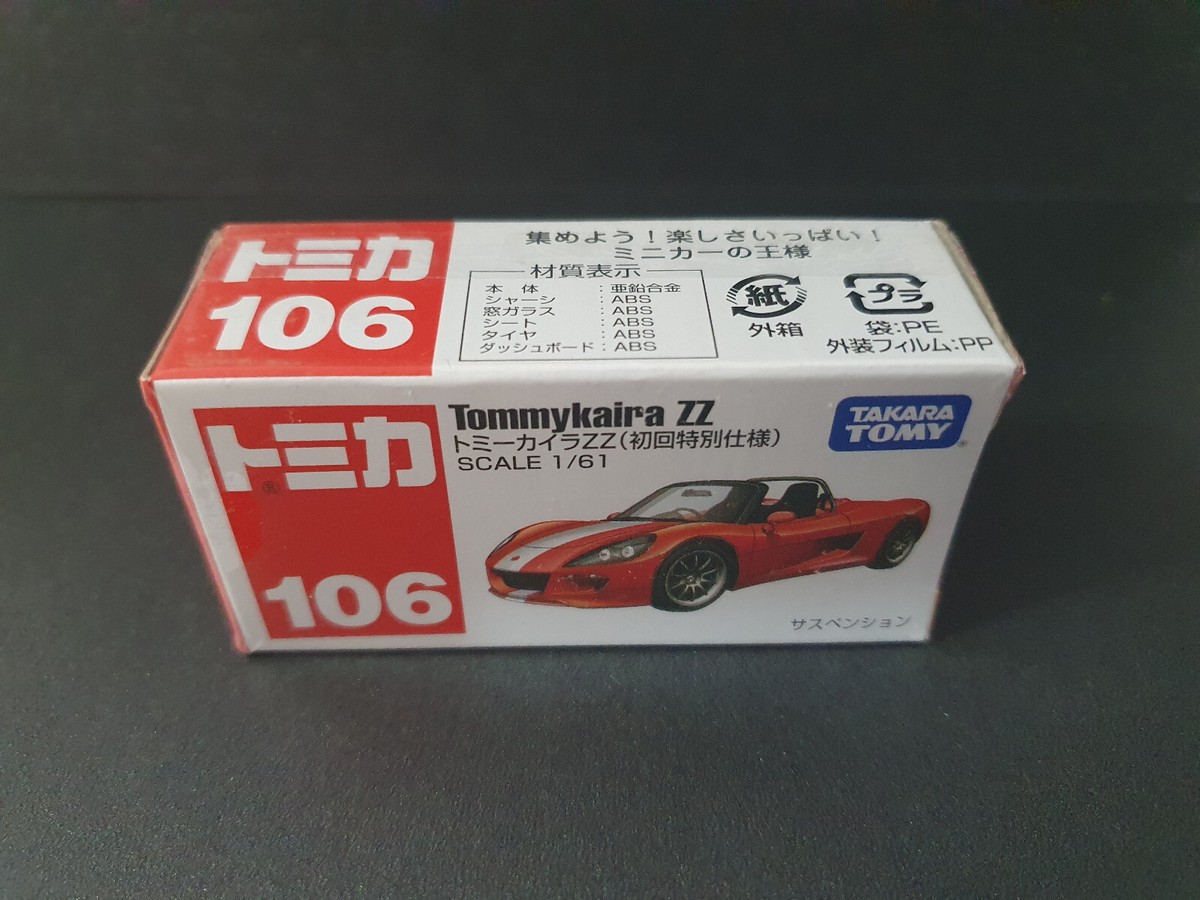 トミカ
106
集めよう!楽しさいっぱい!
ミニカーの王様
材質表示
本体:亜鉛合金
シャーシ:ABS
窓ガラス:ABS
シート:ABS
タイヤ:ABS
ダッシュボード:ABS
紙
外箱
プラ
袋:PE
外装フィルム:PP
トミカ®
106
Tommykaira ZZ
トミーカイラZZ(初回特別仕様)
SCALE 1/61
TAKARA
TOMY®
サスペンション